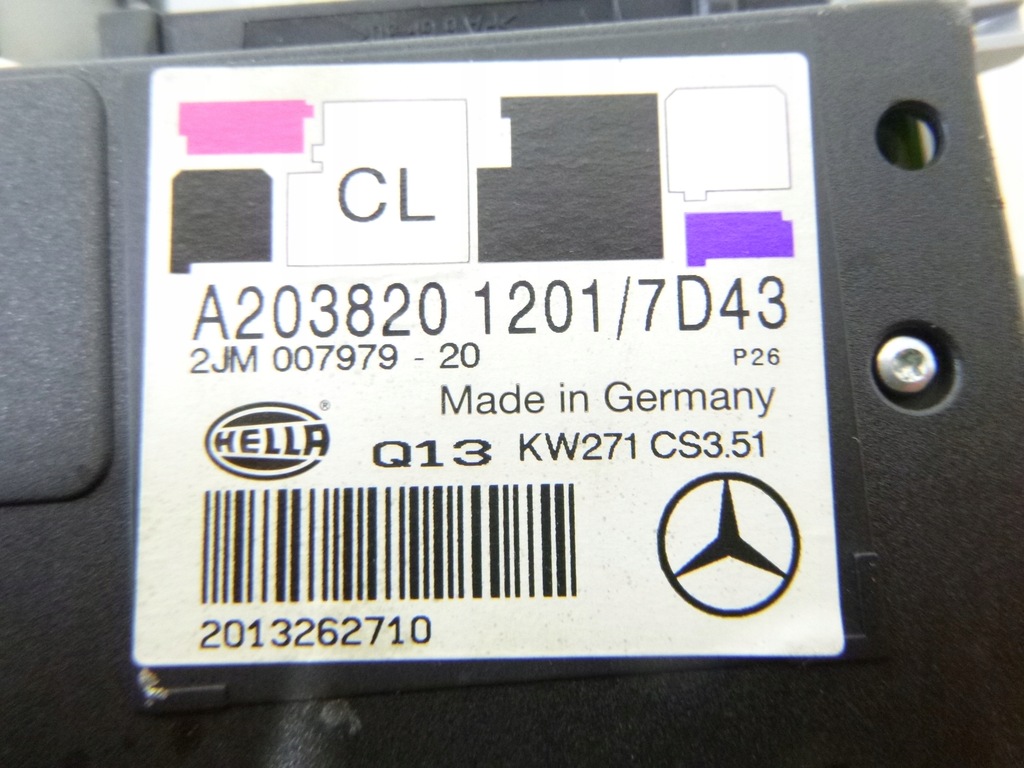 CL
A203820 1201/7D43
2JM 007979 - 20 P26
Made in Germany
HELLA®
Q13 KW271 CS3.51
2013262710